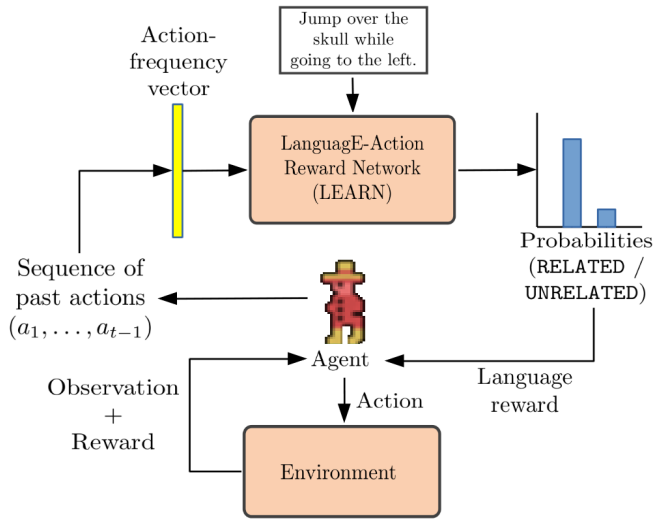 Action-
frequency
vector
Jump over the
skull while
going to the left.
LanguagE-Action
Reward Network
(LEARN)
Probabilities
(RELATED /
UNRELATED)
Sequence of
past actions
(a₁, . . . , aₜ₋₁)
Agent
Language
reward
Observation
+
Reward
Action
Environment